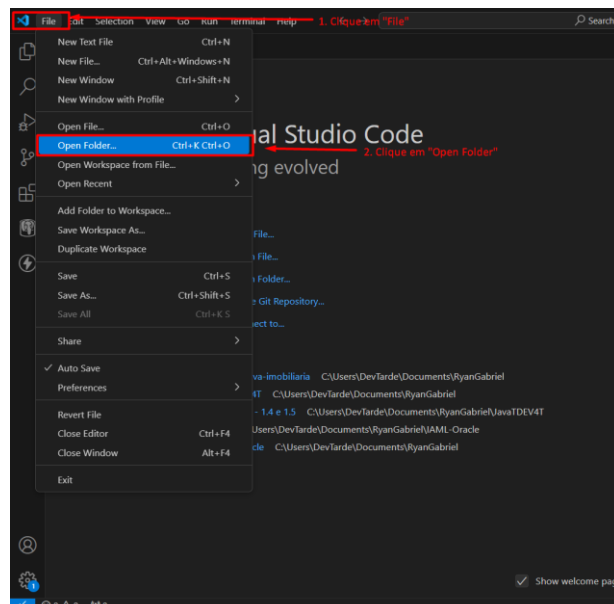 File Edit Selection View Go Run Terminal Help 1. Clique em "File" Search
New Text File Ctrl+N
New File... Ctrl+Alt+Windows+N
New Window Ctrl+Shift+N
New Window with Profile
Open File... Ctrl+O
ual Studio Code
Open Folder... Ctrl+K Ctrl+O
2. Clique em "Open Folder"
Open Workspace from File...
ng evolved
Open Recent
Add Folder to Workspace...
Save Workspace As...
File...
Duplicate Workspace
File...
Save Ctrl+S
Folder...
Save As... Ctrl+Shift+S
Git Repository...
Save All Ctrl+K S
ect to...
Share
Auto Save
va-imobiliaria C:\Users\DevTarde\Documents\RyanGabriel
Preferences
4T C:\Users\DevTarde\Documents\RyanGabriel
- 1.4 e 1.5 C:\Users\DevTarde\Documents\RyanGabriel\JavaTDEV4T
Revert File
Users\DevTarde\Documents\RyanGabriel\IAML-Oracle
Close Editor Ctrl+F4
cle C:\Users\DevTarde\Documents\RyanGabriel
Close Window Alt+F4
Exit
1
Show welcome pag